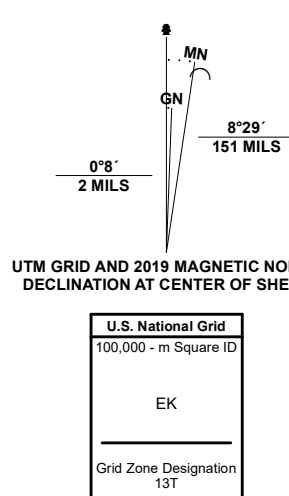 MN
GN
8°29´
151 MILS
0°8´
2 MILS
UTM GRID AND 2019 MAGNETIC NO
DECLINATION AT CENTER OF SHE
U.S. National Grid
100,000 - m Square ID
EK
Grid Zone Designation
13T